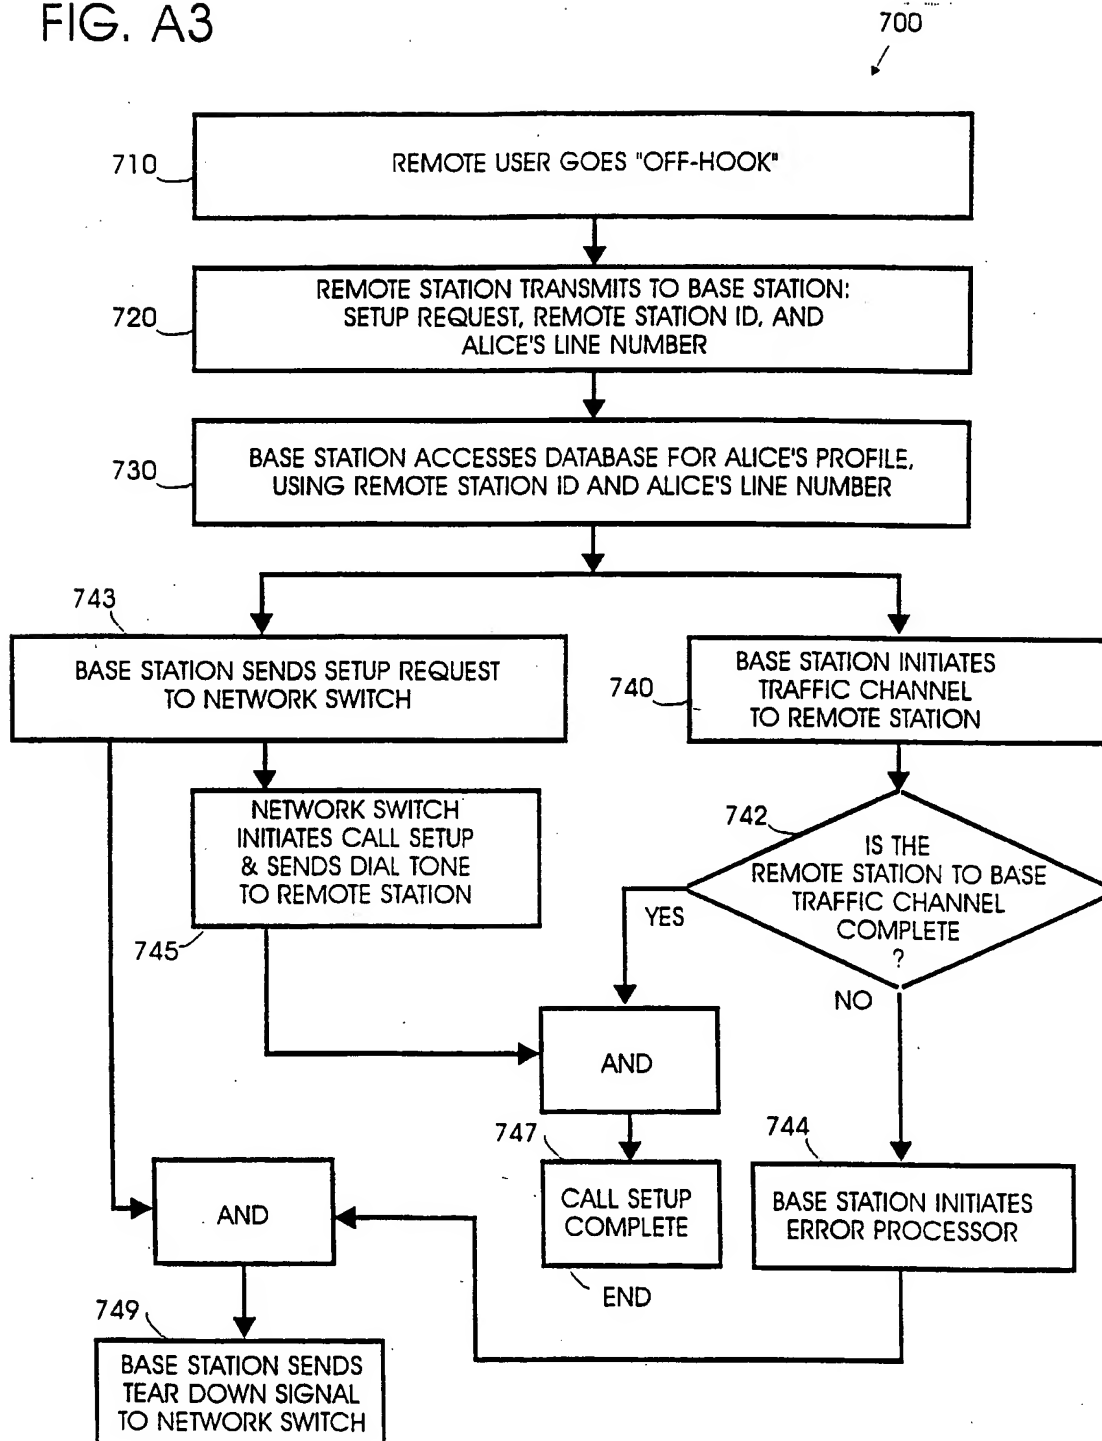 FIG. A3
700
710
REMOTE USER GOES "OFF-HOOK"
720
REMOTE STATION TRANSMITS TO BASE STATION:
SETUP REQUEST, REMOTE STATION ID, AND
ALICE'S LINE NUMBER
730
BASE STATION ACCESSES DATABASE FOR ALICE'S PROFILE,
USING REMOTE STATION ID AND ALICE'S LINE NUMBER
743
BASE STATION SENDS SETUP REQUEST
TO NETWORK SWITCH
740
BASE STATION INITIATES
TRAFFIC CHANNEL
TO REMOTE STATION
NETWORK SWITCH
INITIATES CALL SETUP
& SENDS DIAL TONE
TO REMOTE STATION
745
742
IS THE
REMOTE STATION TO BASE
TRAFFIC CHANNEL
COMPLETE
?
YES
NO
AND
747
CALL SETUP
COMPLETE
END
744
BASE STATION INITIATES
ERROR PROCESSOR
AND
749
BASE STATION SENDS
TEAR DOWN SIGNAL
TO NETWORK SWITCH